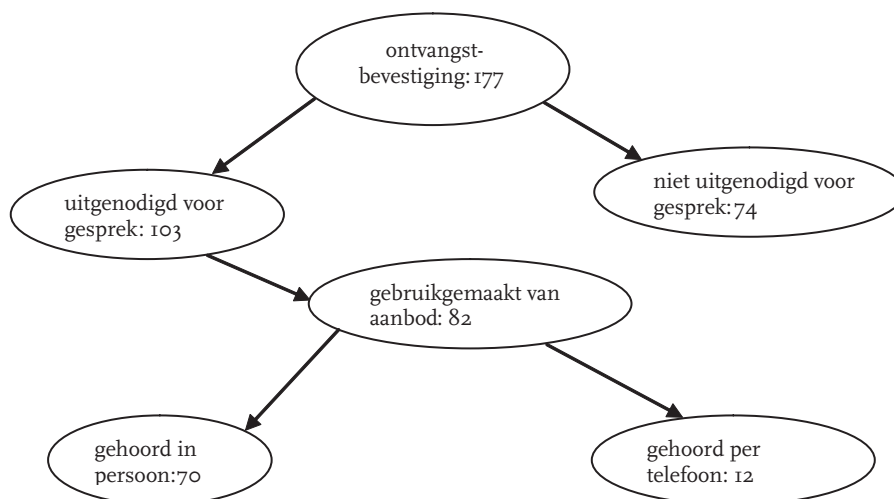 ontvangst-
bevestiging: 177
uitgenodigd voor
gesprek: 103
niet uitgenodigd voor
gesprek: 74
gebruikgemaakt van
aanbod: 82
gehoord in
persoon:70
gehoord per
telefoon: 12